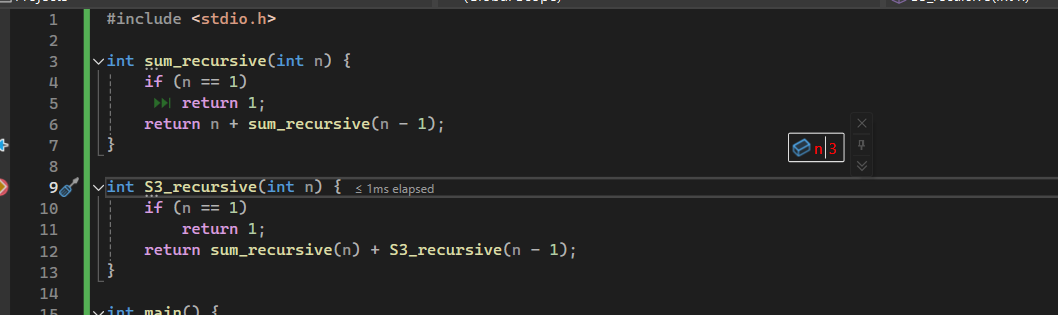 1 #include <stdio.h>
2
3 int sum_recursive(int n) {
4 if (n == 1)
5 return 1;
6 return n + sum_recursive(n - 1);
7 }
n 3
8
9 int S3_recursive(int n) { ≤ 1ms elapsed
10 if (n == 1)
11 return 1;
12 return sum_recursive(n) + S3_recursive(n - 1);
13 }
14
15 int main() {